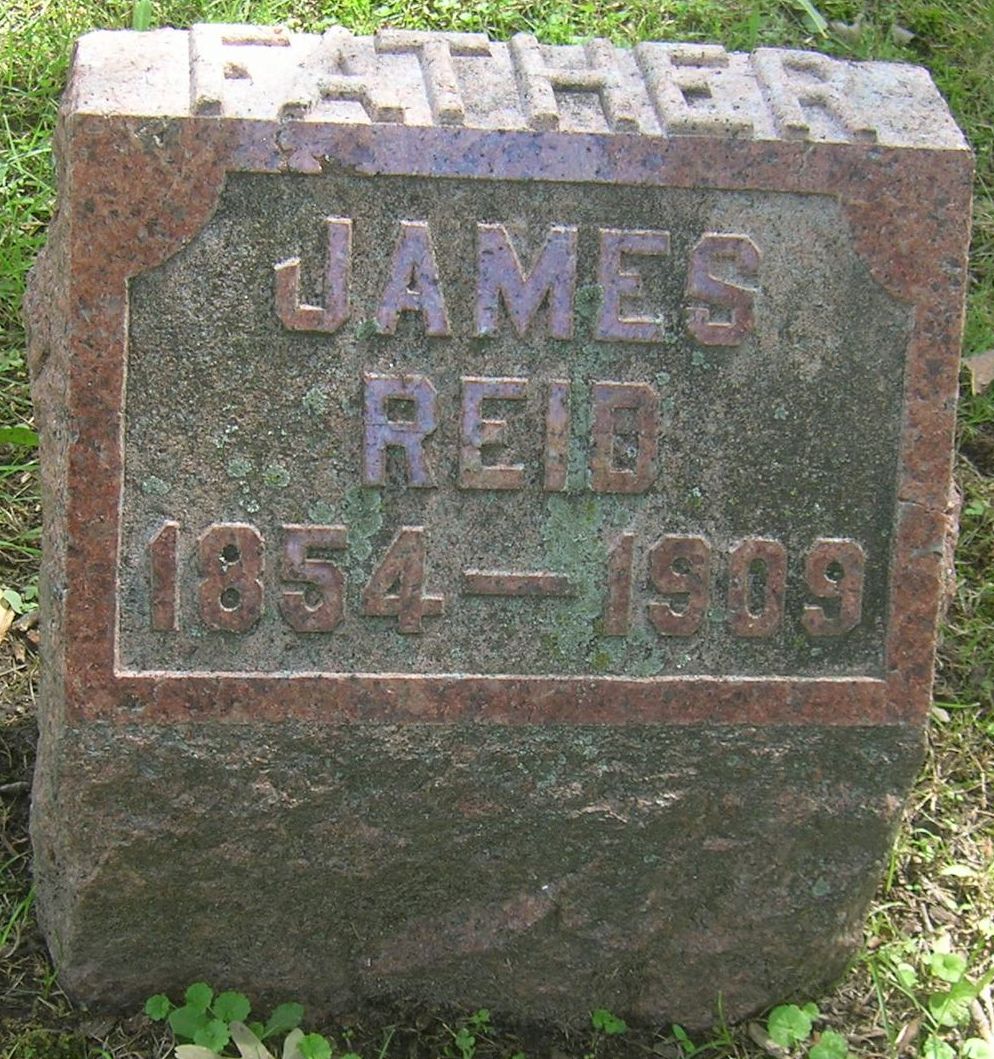 FATHER
JAMES
REID
1854—1909